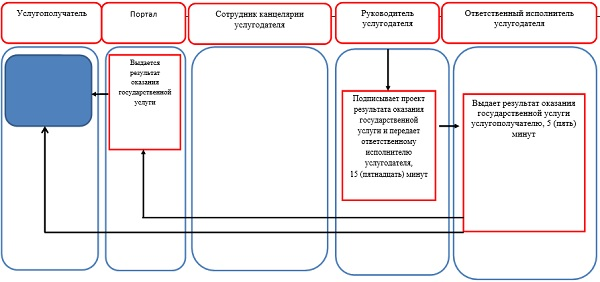 Услугополучатель
Портал
Сотрудник канцелярии
услугодателя
Руководитель
услугодателя
Ответственный исполнитель
услугодателя
Выдается
результат
оказания
государственной
услуги
Подписывает проект
результата оказания
государственной
услуги и передает
ответственному
исполнителю
услугодателя,
15 (пятнадцать) минут
Выдает результат оказания
государственной услуги
услугополучателю, 5 (пять)
минут